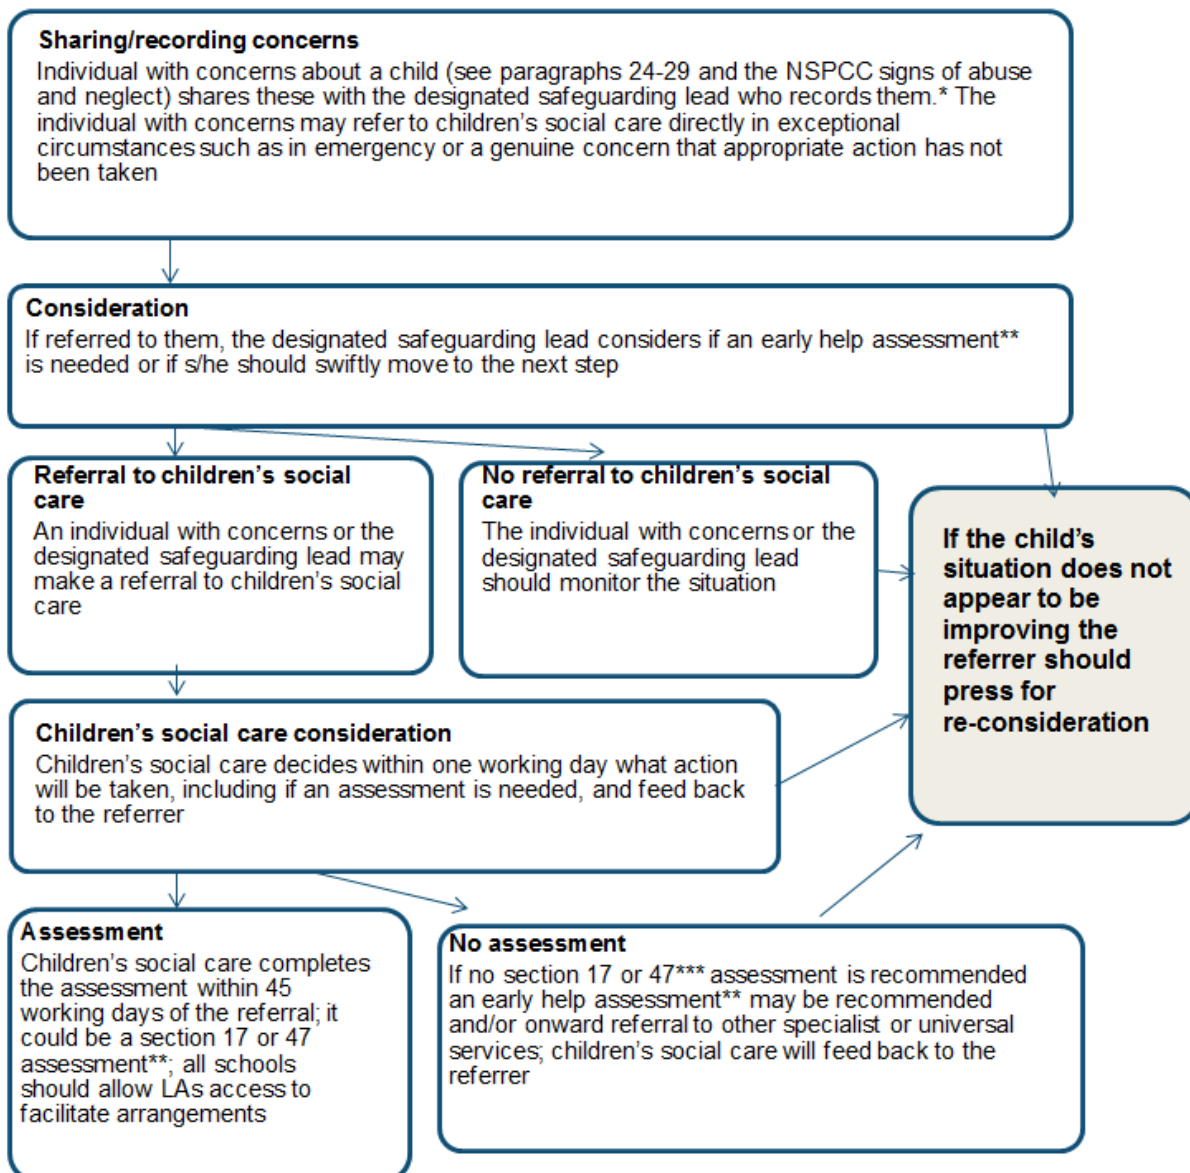 Sharing/recording concerns
Individual with concerns about a child (see paragraphs 24-29 and the NSPCC signs of abuse
and neglect) shares these with the designated safeguarding lead who records them.* The
individual with concerns may refer to children’s social care directly in exceptional
circumstances such as in emergency or a genuine concern that appropriate action has not
been taken
Consideration
If referred to them, the designated safeguarding lead considers if an early help assessment**
is needed or if s/he should swiftly move to the next step
Referral to children’s social
care
An individual with concerns or the
designated safeguarding lead may
make a referral to children’s social
care
No referral to children’s social
care
The individual with concerns or the
designated safeguarding lead
should monitor the situation
If the child’s
situation does not
appear to be
improving the
referrer should
press for
re-consideration
Children’s social care consideration
Children’s social care decides within one working day what action
will be taken, including if an assessment is needed, and feed back
to the referrer
Assessment
Children’s social care completes
the assessment within 45
working days of the referral; it
could be a section 17 or 47
assessment**; all schools
should allow LAs access to
facilitate arrangements
No assessment
If no section 17 or 47*** assessment is recommended
an early help assessment** may be recommended
and/or onward referral to other specialist or universal
services; children’s social care will feed back to the
referrer